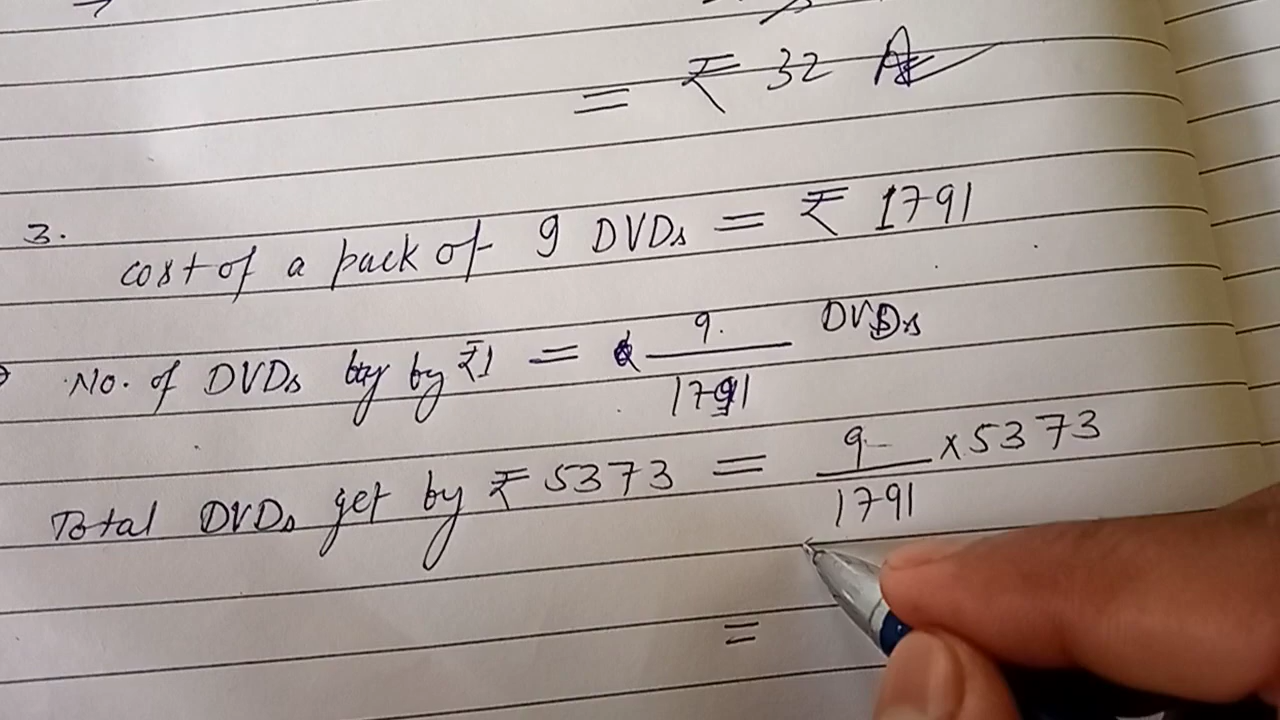 = ₹ 32 A
3.
cost of a pack of 9 DVDs = ₹ 1791
No. of DVDs by by ₹1 = 9/1791 DVDs
Total DVDs get by ₹ 5373 = 9/1791 × 5373
=